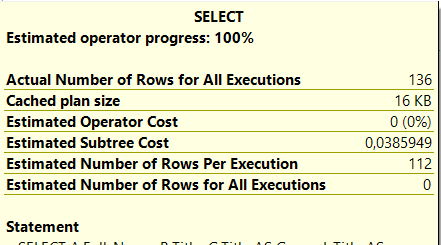 SELECT
Estimated operator progress: 100%
Actual Number of Rows for All Executions 136
Cached plan size 16 KB
Estimated Operator Cost 0 (0%)
Estimated Subtree Cost 0,0385949
Estimated Number of Rows Per Execution 112
Estimated Number of Rows for All Executions 0
Statement